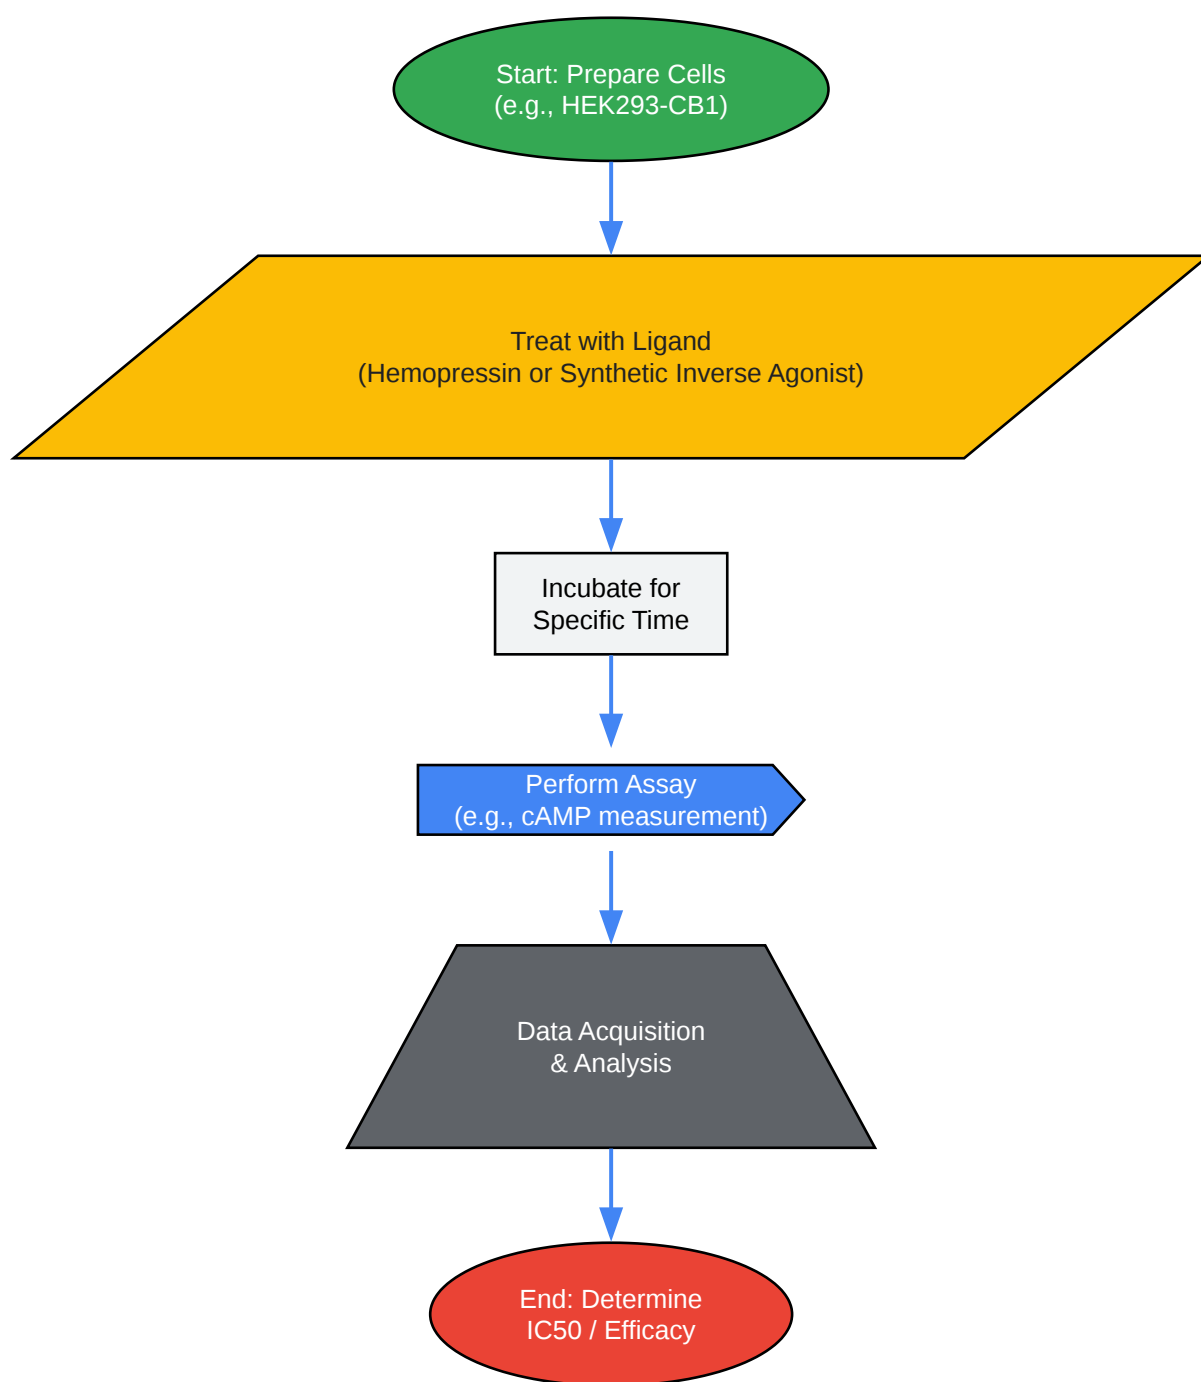 Start: Prepare Cells
(e.g., HEK293-CB1)
Treat with Ligand
(Hemopressin or Synthetic Inverse Agonist)
Incubate for
Specific Time
Perform Assay
(e.g., cAMP measurement)
Data Acquisition
& Analysis
End: Determine
IC50 / Efficacy